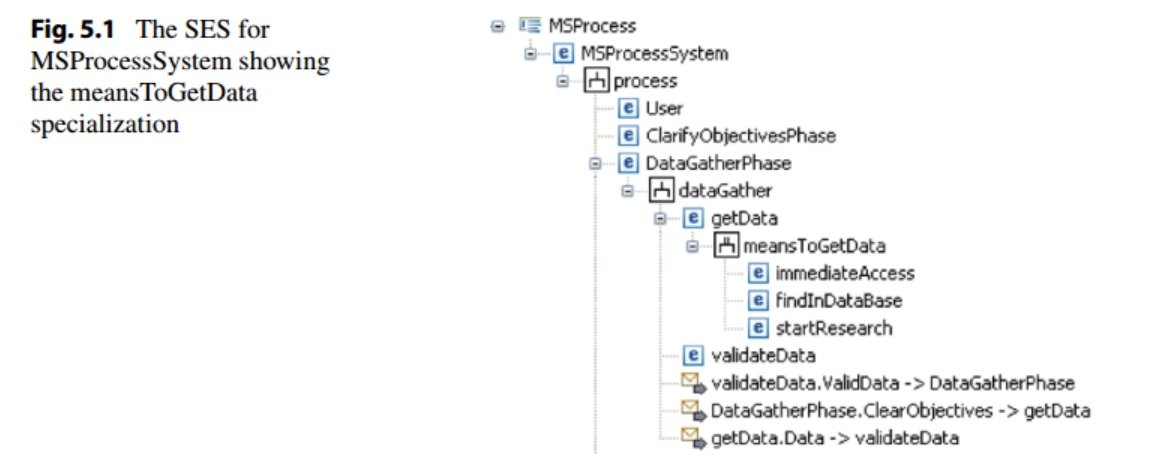 Fig. 5.1 The SES for
MSProcessSystem showing
the meansToGetData
specialization
MSProcess
e MSProcessSystem
process
e User
e ClarifyObjectivesPhase
e DataGatherPhase
dataGather
e getData
meansToGetData
e immediateAccess
e findInDataBase
e startResearch
e validateData
validateData.ValidData -> DataGatherPhase
DataGatherPhase.ClearObjectives -> getData
getData.Data -> validateData